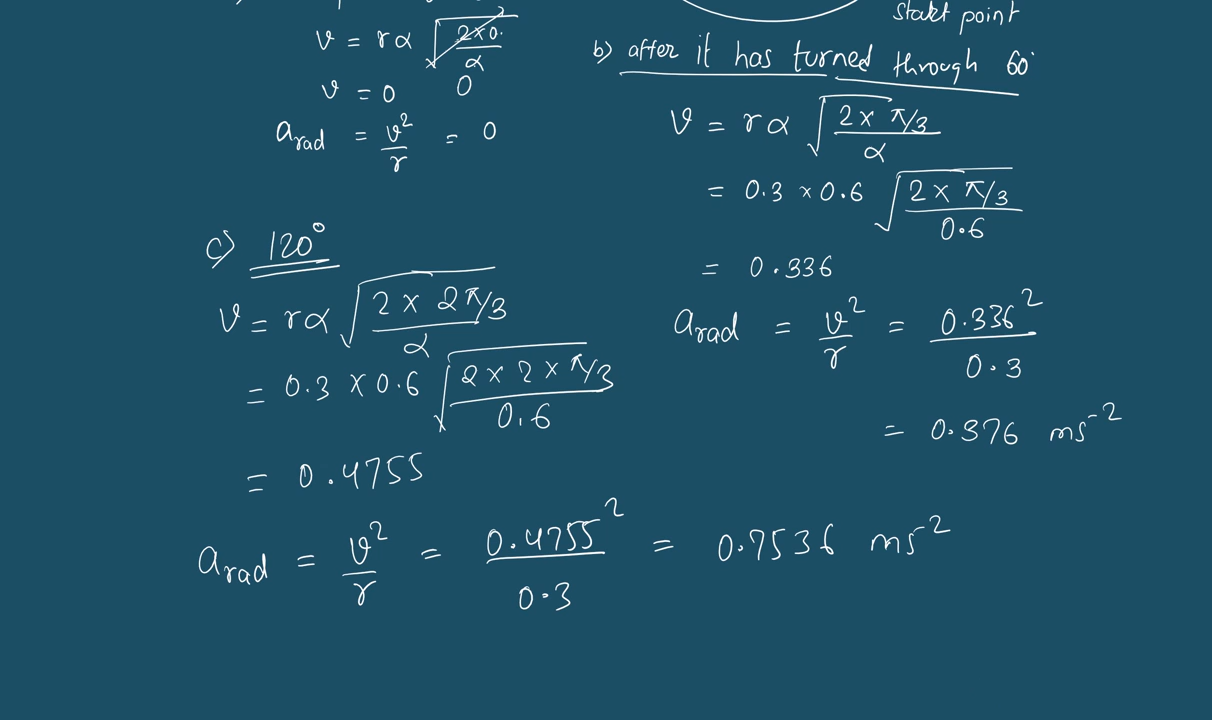 v = rα √(2×0/α)
v = 0 0
a_rad = v²/r = 0
start point
b) after it has turned through 60°
v = rα √(2 × π/3 / α)
= 0.3 × 0.6 √(2 × π/3 / 0.6)
= 0.336
a_rad = v²/r = 0.336²/0.3
= 0.376 ms⁻²
c) 120°
v = rα √(2 × 2π/3 / α)
= 0.3 × 0.6 √(2 × 2 × π/3 / 0.6)
= 0.4755
a_rad = v²/r = 0.4755²/0.3 = 0.7536 ms⁻²